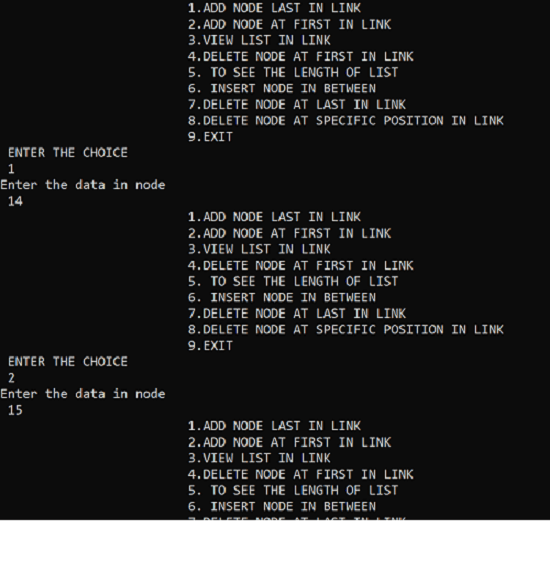 1.ADD NODE LAST IN LINK
2.ADD NODE AT FIRST IN LINK
3.VIEW LIST IN LINK
4.DELETE NODE AT FIRST IN LINK
5. TO SEE THE LENGTH OF LIST
6. INSERT NODE IN BETWEEN
7.DELETE NODE AT LAST IN LINK
8.DELETE NODE AT SPECIFIC POSITION IN LINK
9.EXIT
ENTER THE CHOICE
1
Enter the data in node
14
1.ADD NODE LAST IN LINK
2.ADD NODE AT FIRST IN LINK
3.VIEW LIST IN LINK
4.DELETE NODE AT FIRST IN LINK
5. TO SEE THE LENGTH OF LIST
6. INSERT NODE IN BETWEEN
7.DELETE NODE AT LAST IN LINK
8.DELETE NODE AT SPECIFIC POSITION IN LINK
9.EXIT
ENTER THE CHOICE
2
Enter the data in node
15
1.ADD NODE LAST IN LINK
2.ADD NODE AT FIRST IN LINK
3.VIEW LIST IN LINK
4.DELETE NODE AT FIRST IN LINK
5. TO SEE THE LENGTH OF LIST
6. INSERT NODE IN BETWEEN